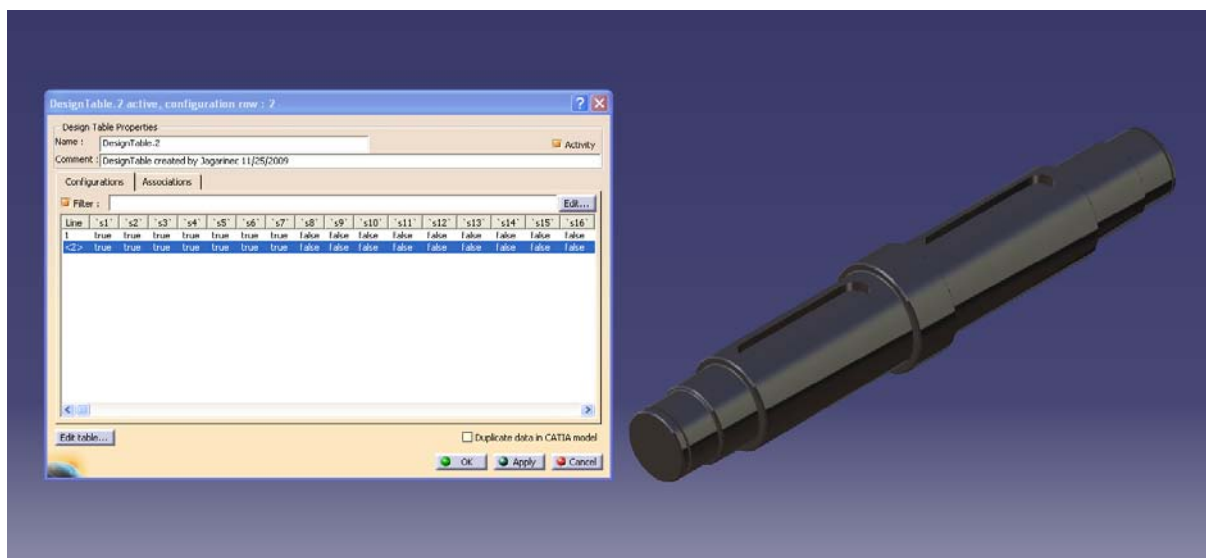 DesignTable.2 active, configuration row : 2
Design Table Properties
Name : DesignTable.2 Activity
Comment : DesignTable created by Jagarinec 11/25/2009
Configurations Associations
Filter : Edit...
Line `s1` `s2` `s3` `s4` `s5` `s6` `s7` `s8` `s9` `s10` `s11` `s12` `s13` `s14` `s15` `s16`
1 true true true true true true true false false false false false false false false false
<2> true true true true true true true false false false false false false false false false
Edit table... Duplicate data in CATIA model
OK Apply Cancel